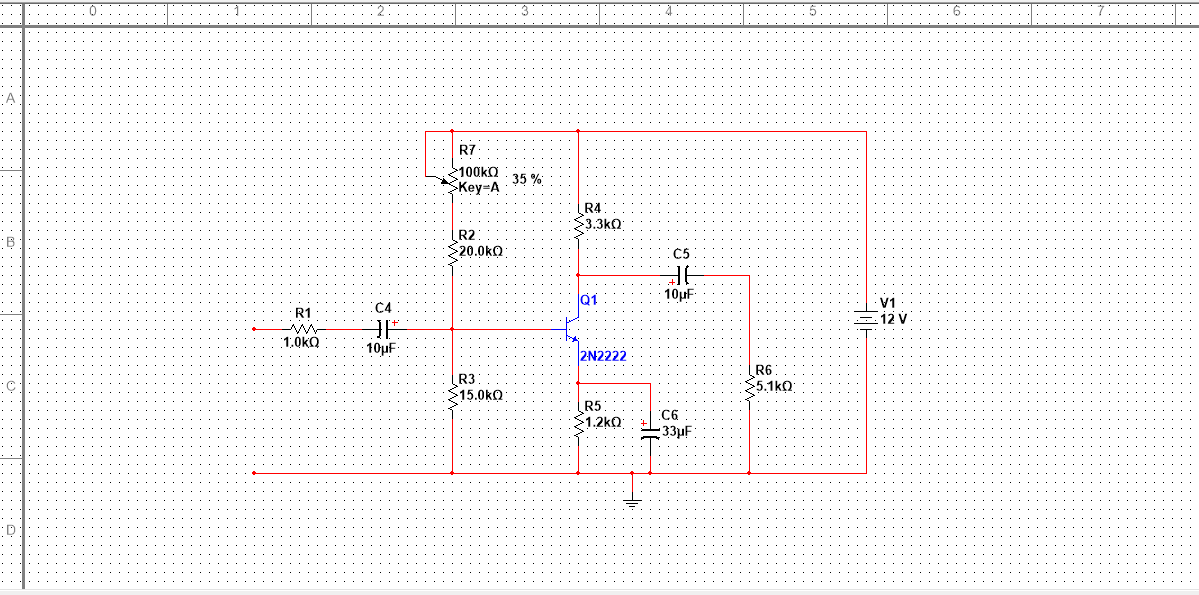 0 1 2 3 4 5 6 7
A
R7
100kΩ
Key=A
35 %
R4
3.3kΩ
B
R2
20.0kΩ
C5
+
10µF
Q1
V1
12 V
R1
1.0kΩ
C4
+
10µF
2N2222
C
R3
15.0kΩ
R6
5.1kΩ
R5
1.2kΩ
C6
+
33µF
D